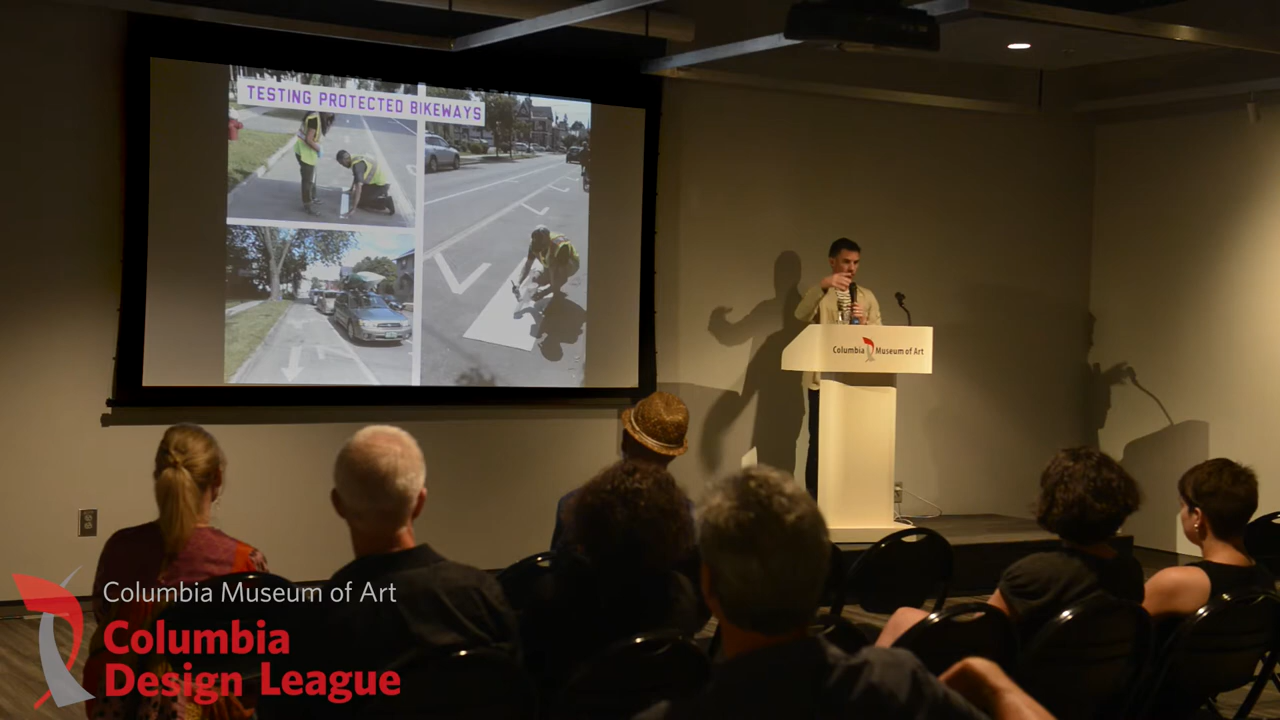 TESTING PROTECTED BIKEWAYS
Columbia Museum of Art
Columbia Museum of Art
Columbia
Design League